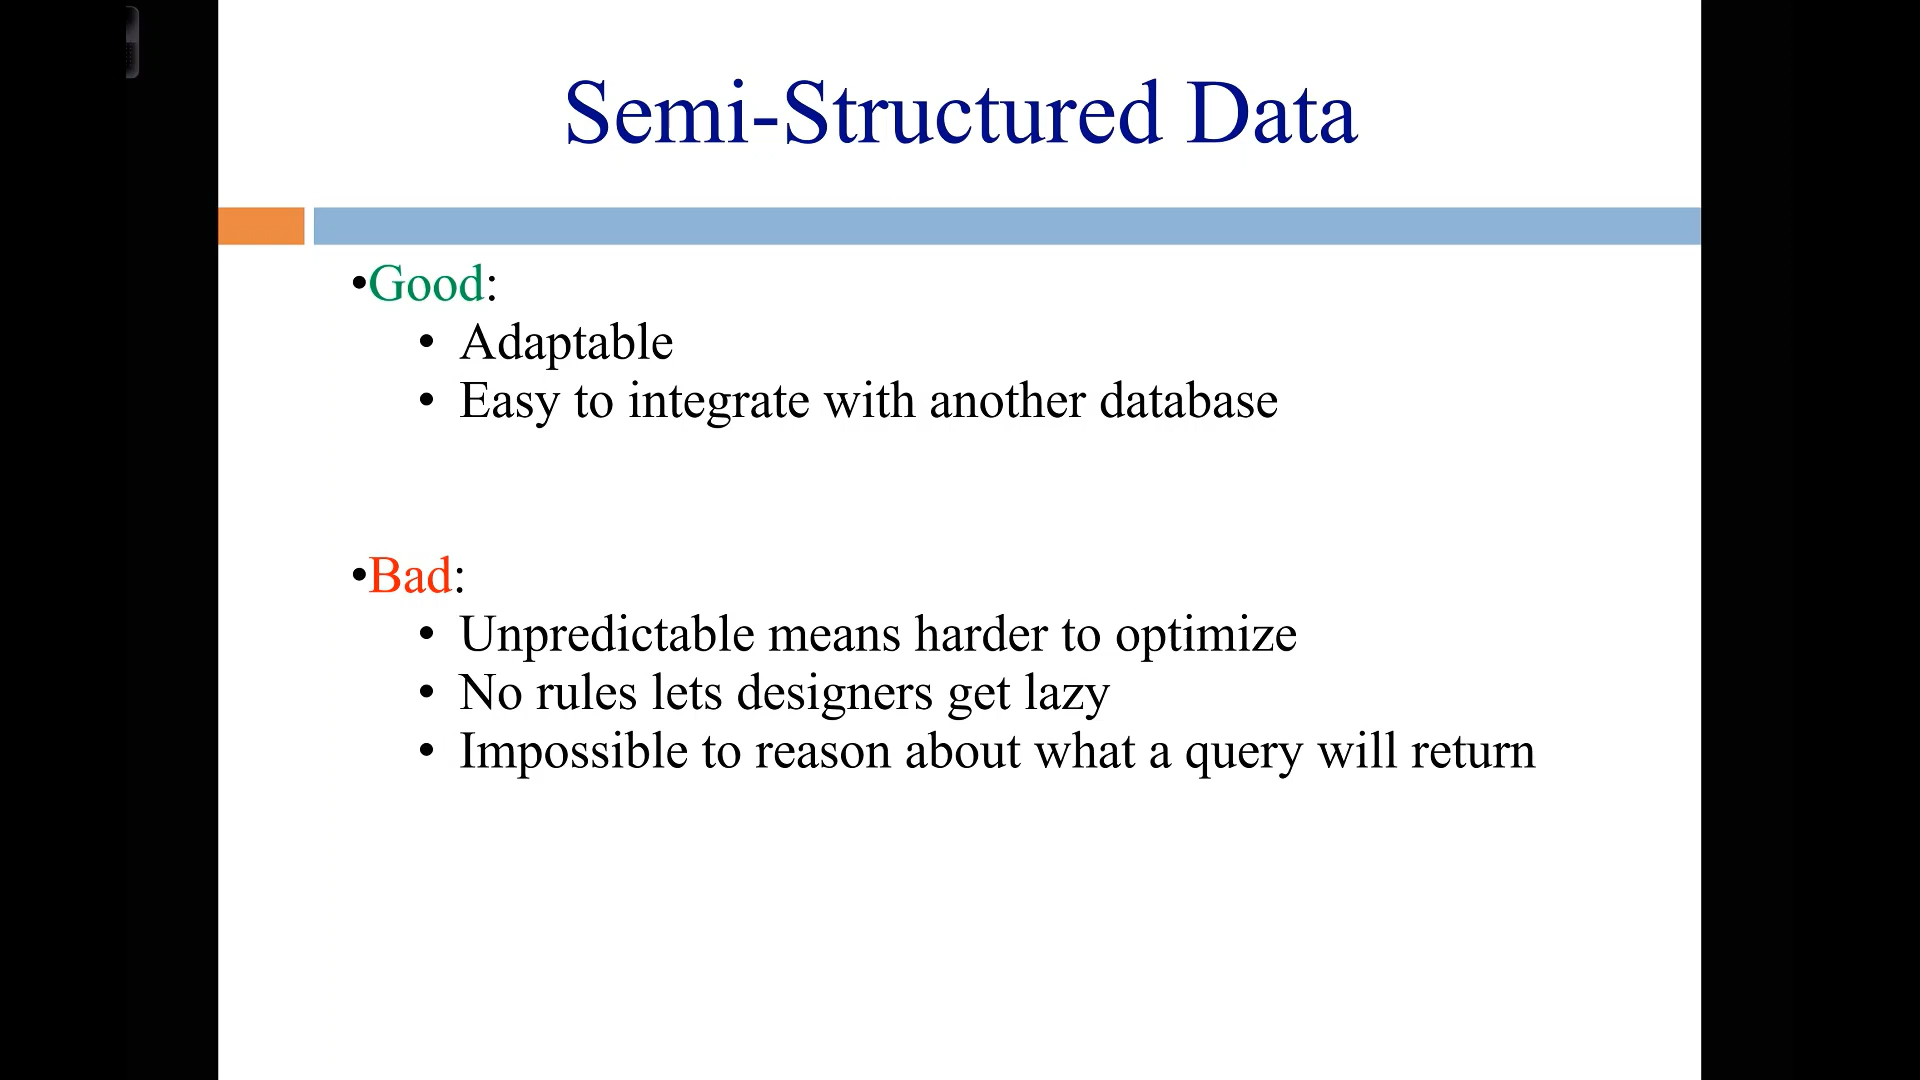 Semi-Structured Data
•Good:
• Adaptable
• Easy to integrate with another database
•Bad:
• Unpredictable means harder to optimize
• No rules lets designers get lazy
• Impossible to reason about what a query will return